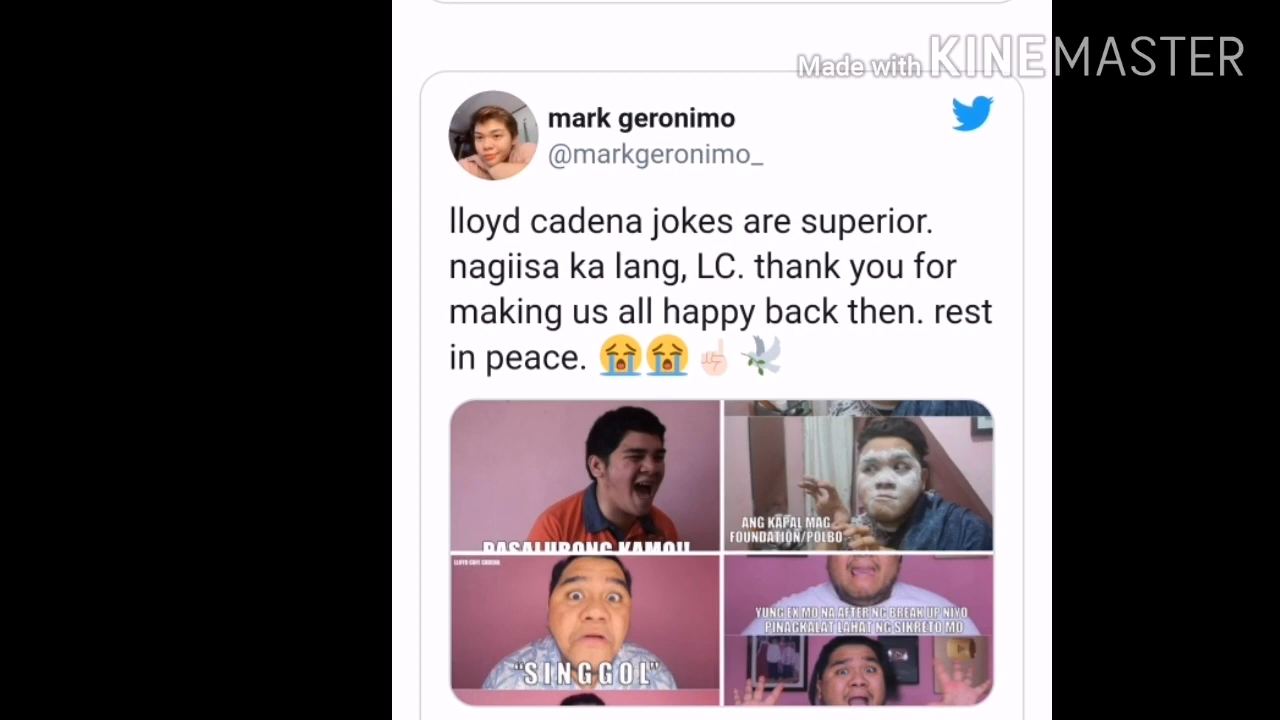 Made with KINEMASTER
mark geronimo
@markgeronimo_
lloyd cadena jokes are superior.
nagiisa ka lang, LC. thank you for
making us all happy back then. rest
in peace. 😭😭☝🏻🕊️
PASALUBONG KAMO!!
ANG KAPAL MAG
FOUNDATION/POLBO
LLOYD CAFE CADENA
"SINGGOL"
YUNG EX MO NA AFTER NG BREAK UP NIYO
PINAGKALAT LAHAT NG SIKRETO MO